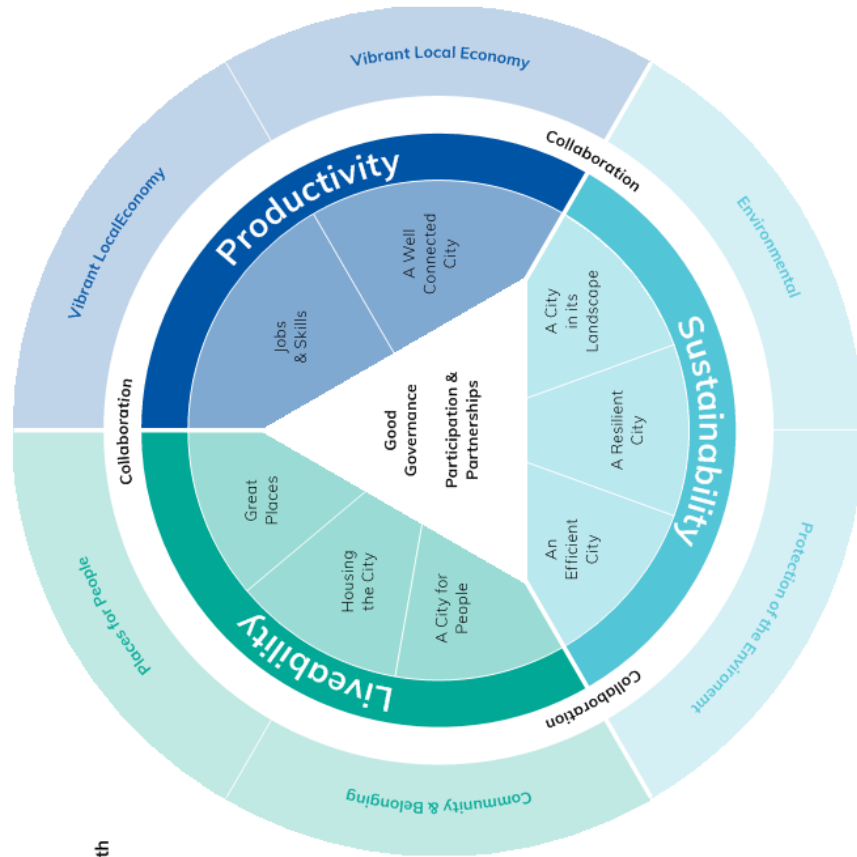 Vibrant Local Economy
Vibrant LocalEconomy
Environmental
Protection of the Environemt
Community & Belonging
Places for People
Collaboration
Collaboration
Collaboration
Productivity
Jobs
& Skills
A Well
Connected
City
Sustainability
A City
in its
Landscape
A Resilient
City
An
Efficient
City
Liveability
A City for
People
Housing
the City
Great
Places
Good
Governance
Participation &
Partnerships
th